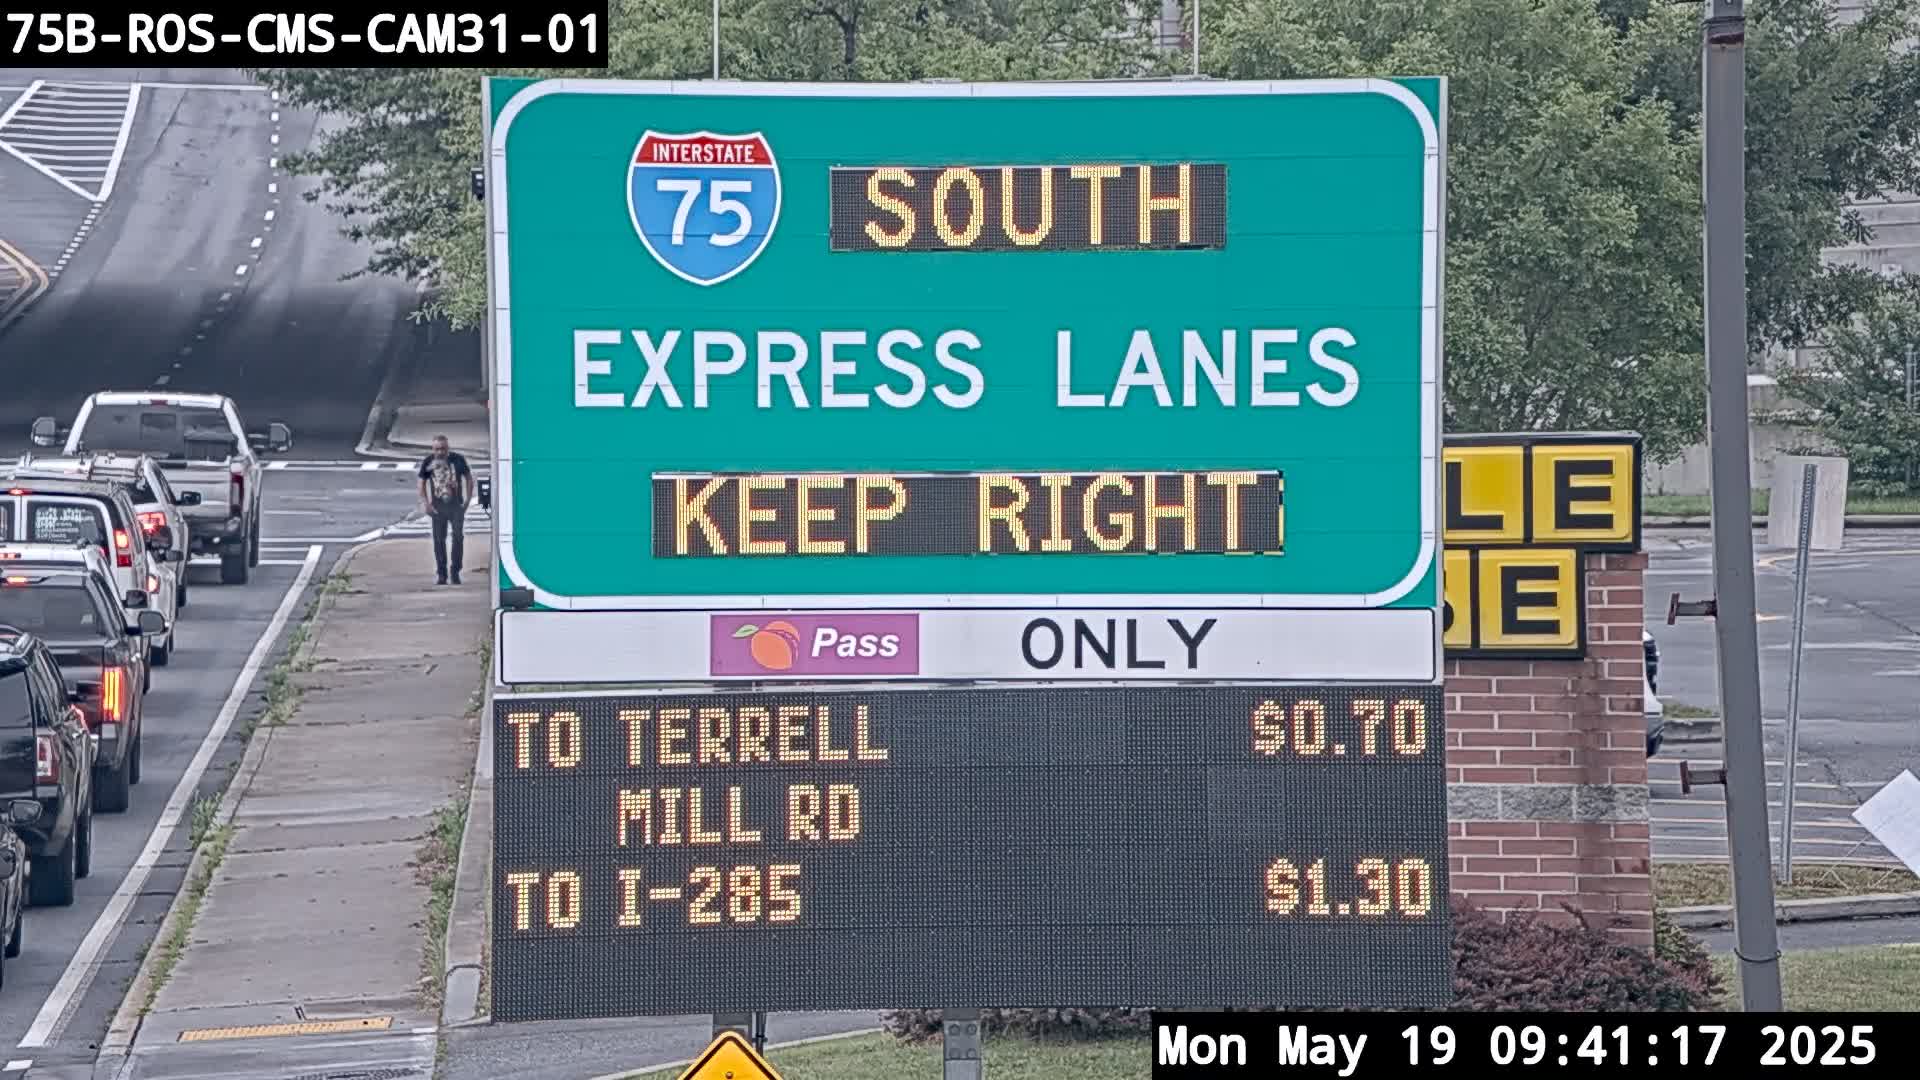 75B-ROS-CMS-CAM31-01
INTERSTATE
75
SOUTH
EXPRESS LANES
KEEP RIGHT
Pass ONLY
TO TERRELL $0.70
MILL RD
TO I-285 $1.30
LE
E
Mon May 19 09:41:17 2025